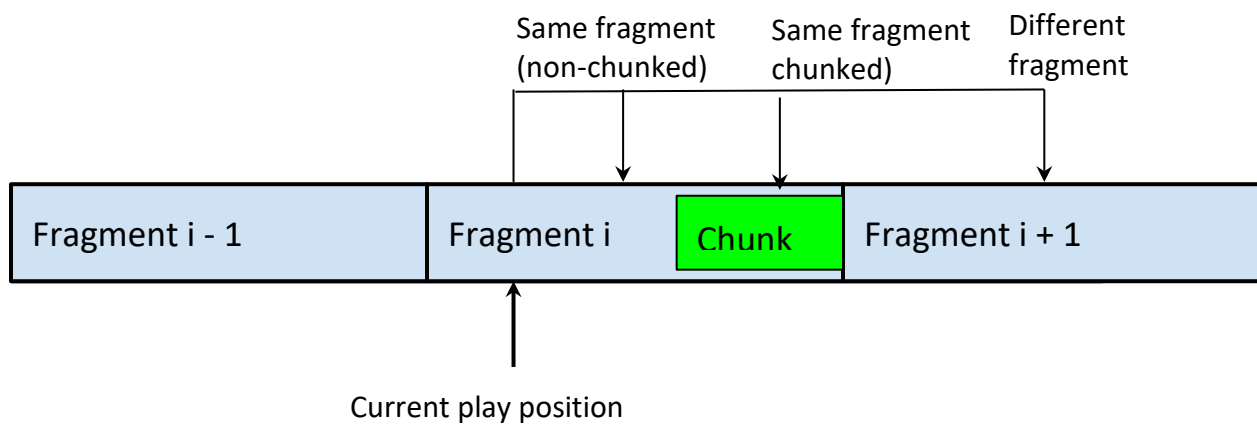 Same fragment
(non-chunked)
Same fragment
chunked)
Different
fragment
Fragment i - 1
Fragment i
Chunk
Fragment i + 1
Current play position